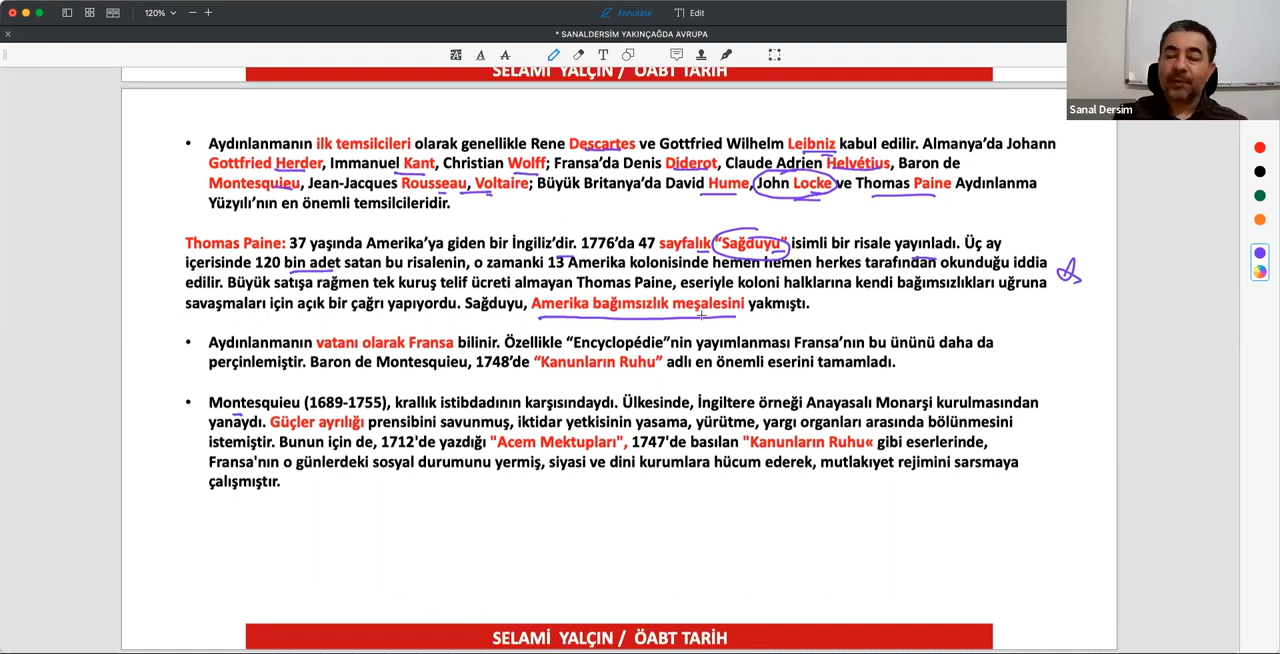 120%
Annotate
Edit
* SANALDERSİM YAKINÇAĞDA AVRUPA
SELAMİ YALÇIN / ÖABT TARİH
Sanal Dersim
• Aydınlanmanın ilk temsilcileri olarak genellikle Rene Descartes ve Gottfried Wilhelm Leibniz kabul edilir. Almanya’da Johann
Gottfried Herder, Immanuel Kant, Christian Wolff; Fransa’da Denis Diderot, Claude Adrien Helvétius, Baron de
Montesquieu, Jean-Jacques Rousseau, Voltaire; Büyük Britanya’da David Hume, John Locke ve Thomas Paine Aydınlanma
Yüzyılı’nın en önemli temsilcileridir.
Thomas Paine: 37 yaşında Amerika’ya giden bir İngiliz’dir. 1776’da 47 sayfalık “Sağduyu” isimli bir risale yayınladı. Üç ay
içerisinde 120 bin adet satan bu risalenin, o zamanki 13 Amerika kolonisinde hemen hemen herkes tarafından okunduğu iddia
edilir. Büyük satışa rağmen tek kuruş telif ücreti almayan Thomas Paine, eseriyle koloni halklarına kendi bağımsızlıkları uğruna
savaşmaları için açık bir çağrı yapıyordu. Sağduyu, Amerika bağımsızlık meşalesini yakmıştı.
• Aydınlanmanın vatanı olarak Fransa bilinir. Özellikle “Encyclopédie”nin yayımlanması Fransa’nın bu ününü daha da
perçinlemiştir. Baron de Montesquieu, 1748’de “Kanunların Ruhu” adlı en önemli eserini tamamladı.
• Montesquieu (1689-1755), krallık istibdadının karşısındaydı. Ülkesinde, İngiltere örneği Anayasalı Monarşi kurulmasından
yanaydı. Güçler ayrılığı prensibini savunmuş, iktidar yetkisinin yasama, yürütme, yargı organları arasında bölünmesini
istemiştir. Bunun için de, 1712'de yazdığı "Acem Mektupları", 1747'de basılan "Kanunların Ruhu« gibi eserlerinde,
Fransa'nın o günlerdeki sosyal durumunu yermiş, siyasi ve dini kurumlara hücum ederek, mutlakıyet rejimini sarsmaya
çalışmıştır.
SELAMİ YALÇIN / ÖABT TARİH